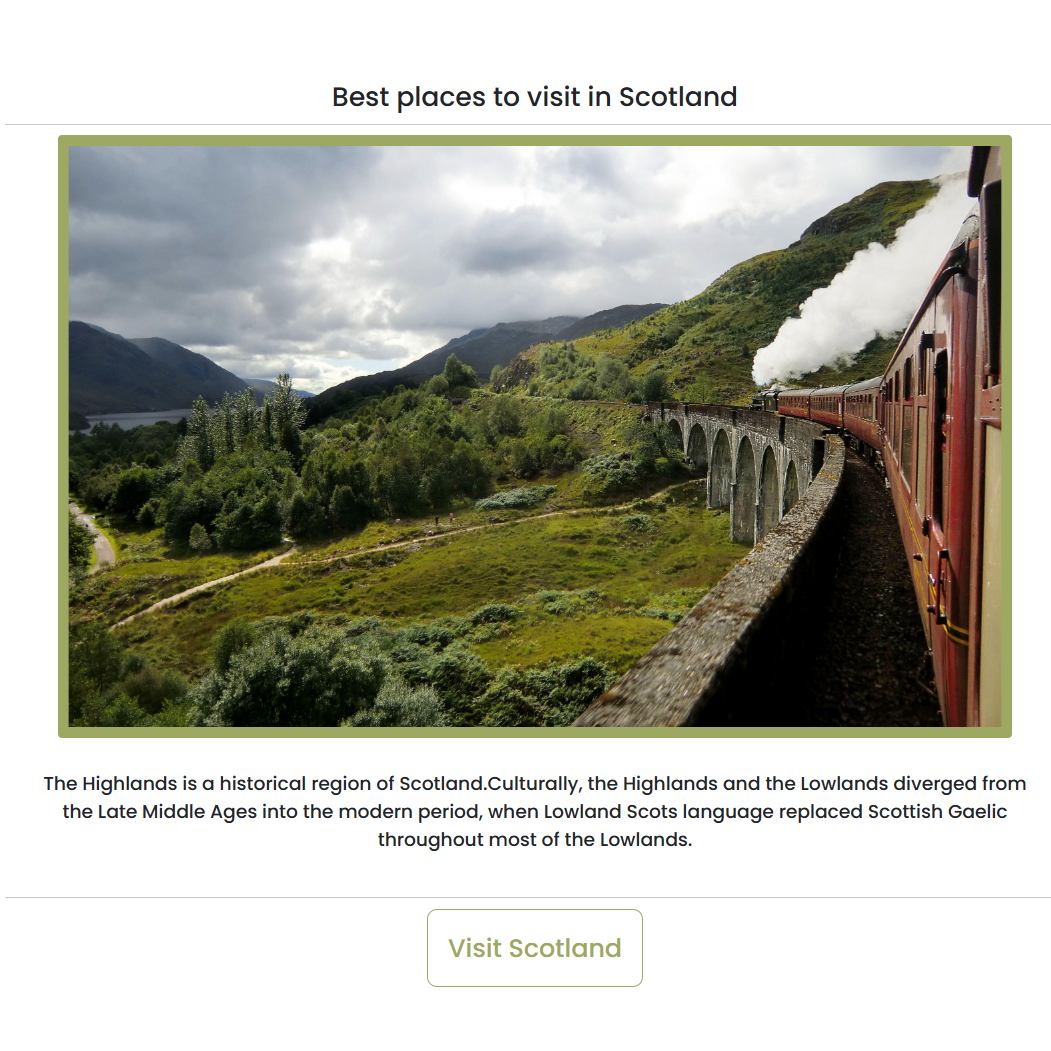 Best places to visit in Scotland
The Highlands is a historical region of Scotland.Culturally, the Highlands and the Lowlands diverged from
the Late Middle Ages into the modern period, when Lowland Scots language replaced Scottish Gaelic
throughout most of the Lowlands.
Visit Scotland